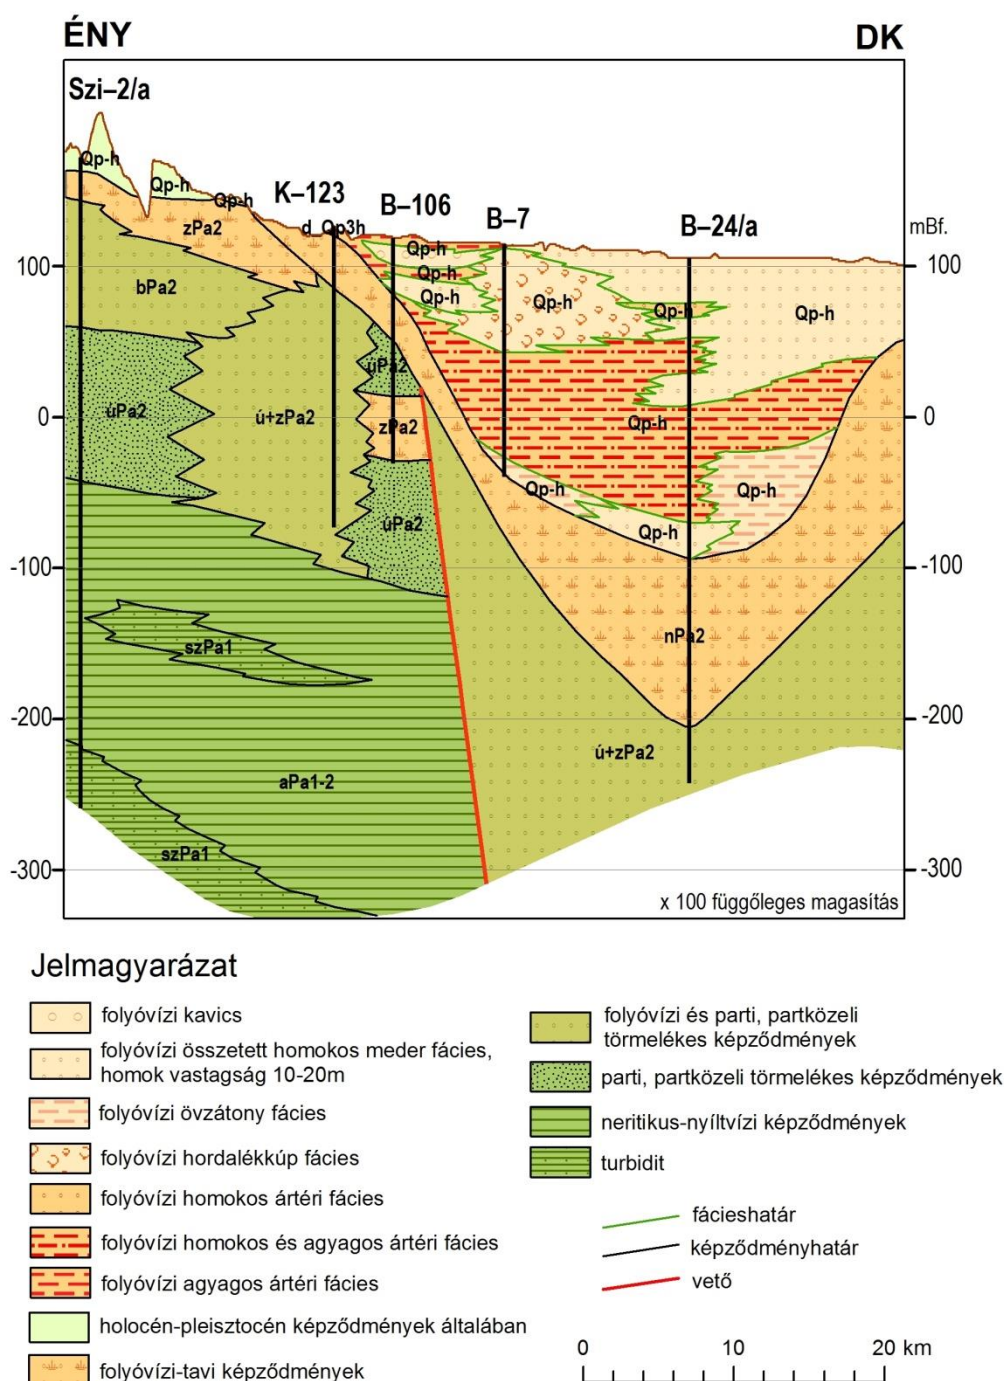 ÉNY DK
Szi–2/a
K–123
B–106
B–7
B–24/a
mBf.
Qp-h
Qp-h
Qp-h
d_Qp3h
zPa2
bPa2
Qp-h
Qp-h
Qp-h
Qp-h
Qp-h
Qp-h
100
100
úPa2
úPa2
zPa2
ú+zPa2
Qp-h
0
0
Qp-h
Qp-h
Qp-h
úPa2
-100
-100
szPa1
nPa2
-200
-200
ú+zPa2
aPa1-2
szPa1
-300
-300
x 100 függőleges magasítás
Jelmagyarázat
folyóvízi kavics
folyóvízi összetett homokos meder fácies,
homok vastagság 10-20m
folyóvízi övzátony fácies
folyóvízi hordalékkúp fácies
folyóvízi homokos ártéri fácies
folyóvízi homokos és agyagos ártéri fácies
folyóvízi agyagos ártéri fácies
holocén-pleisztocén képződmények általában
folyóvízi-tavi képződmények
folyóvízi és parti, partközeli
törmelékes képződmények
parti, partközeli törmelékes képződmények
neritikus-nyíltvízi képződmények
turbidit
fácieshatár
képződményhatár
vető
0 10 20 km